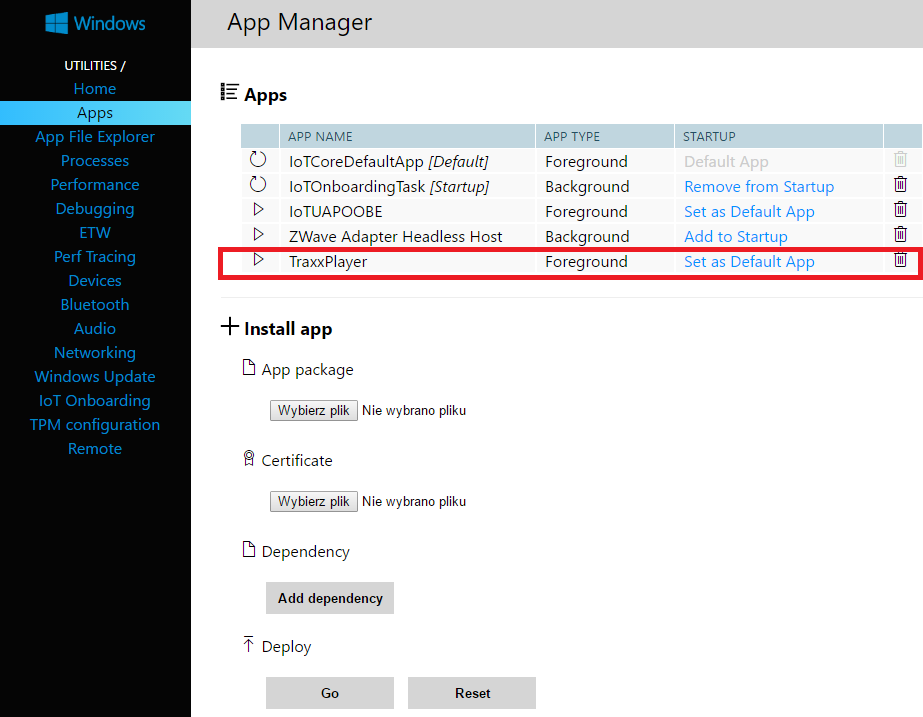 Windows
UTILITIES /
Home
Apps
App File Explorer
Processes
Performance
Debugging
ETW
Perf Tracing
Devices
Bluetooth
Audio
Networking
Windows Update
IoT Onboarding
TPM configuration
Remote
App Manager
Apps
APP NAME APP TYPE STARTUP
IoTCoreDefaultApp [Default] Foreground Default App
IoTOnboardingTask [Startup] Background Remove from Startup
IoTUAPOOBE Foreground Set as Default App
ZWave Adapter Headless Host Background Add to Startup
TraxxPlayer Foreground Set as Default App
Install app
App package
Wybierz plik Nie wybrano pliku
Certificate
Wybierz plik Nie wybrano pliku
Dependency
Add dependency
Deploy
Go Reset